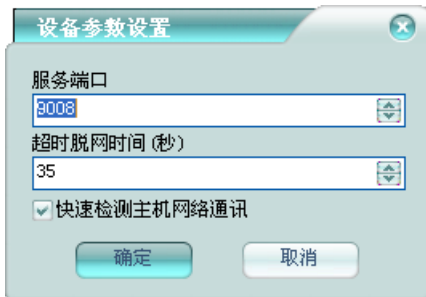 设备参数设置
服务端口
9008
超时脱网时间(秒)
35
快速检测主机网络通讯
确定
取消